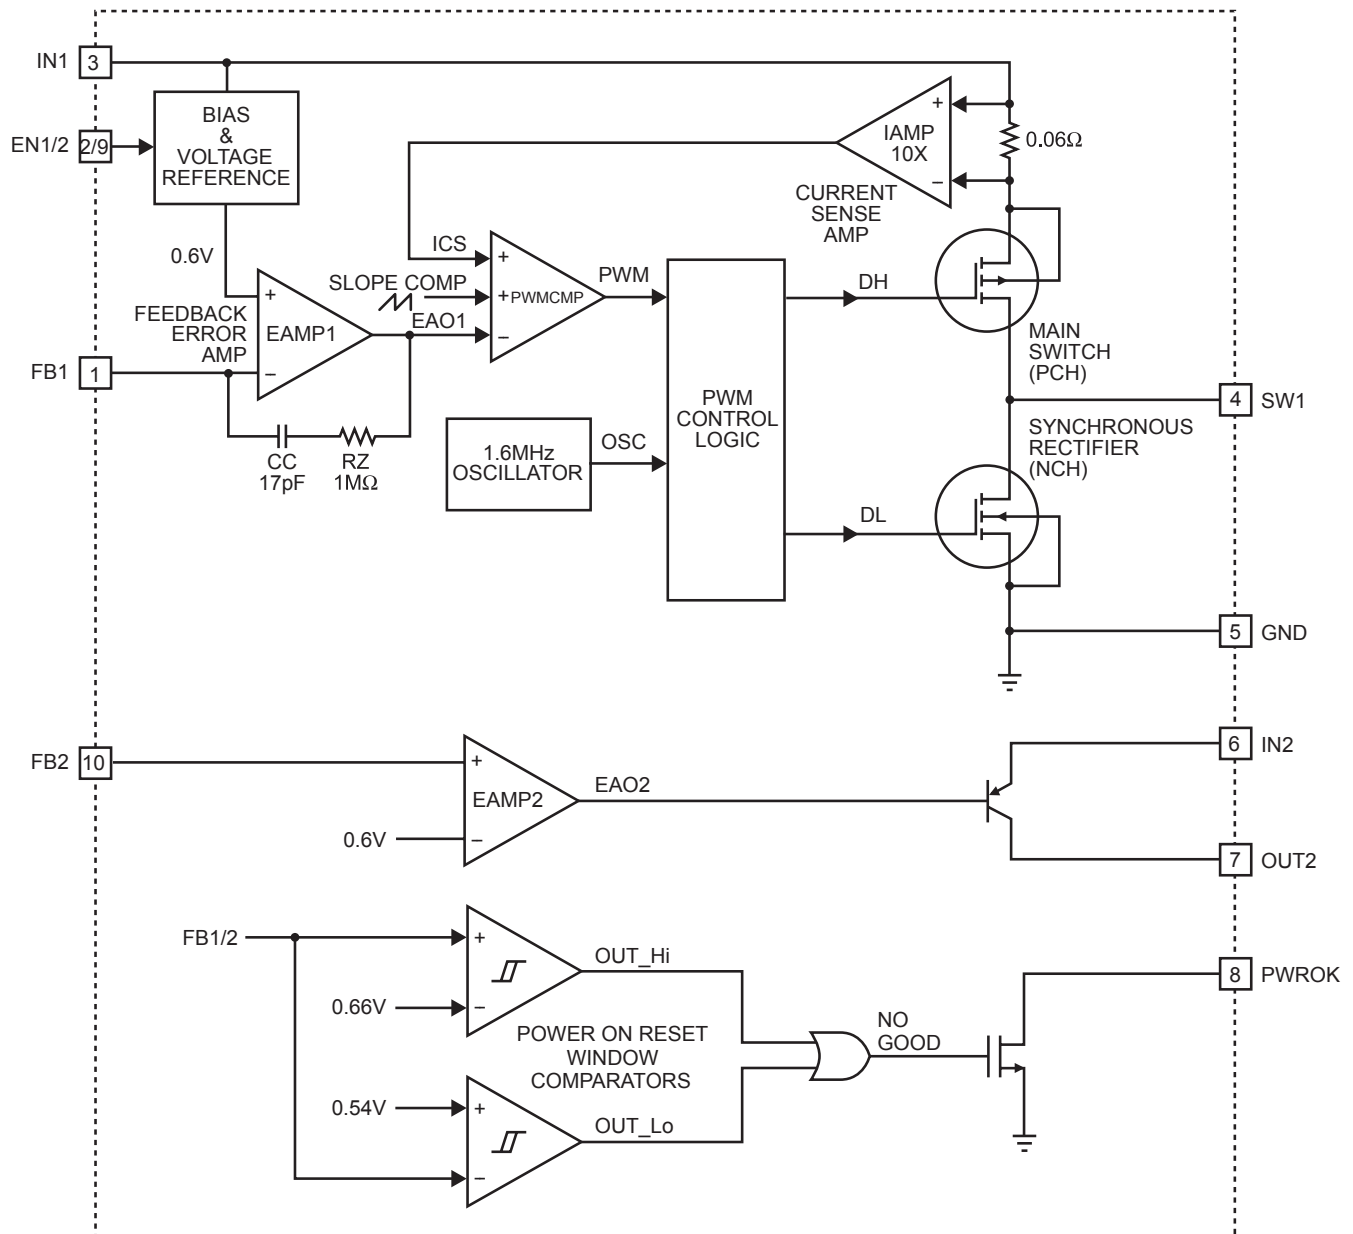 IN1 3
BIAS
&
VOLTAGE
REFERENCE
EN1/2 2/9
+
IAMP
10X
−
0.06Ω
CURRENT
SENSE
AMP
0.6V
ICS
SLOPE COMP
EAO1
+
+
PWMCMP
−
PWM
FEEDBACK
ERROR
AMP
+
EAMP1
−
FB1 1
CC
17pF
RZ
1MΩ
1.6MHz
OSCILLATOR
OSC
PWM
CONTROL
LOGIC
DH
MAIN
SWITCH
(PCH)
4 SW1
SYNCHRONOUS
RECTIFIER
(NCH)
DL
5 GND
FB2 10
+
EAMP2
−
0.6V
EAO2
6 IN2
7 OUT2
FB1/2
+
−
0.66V
OUT_Hi
POWER ON RESET
WINDOW
COMPARATORS
0.54V
+
−
OUT_Lo
NO
GOOD
8 PWROK